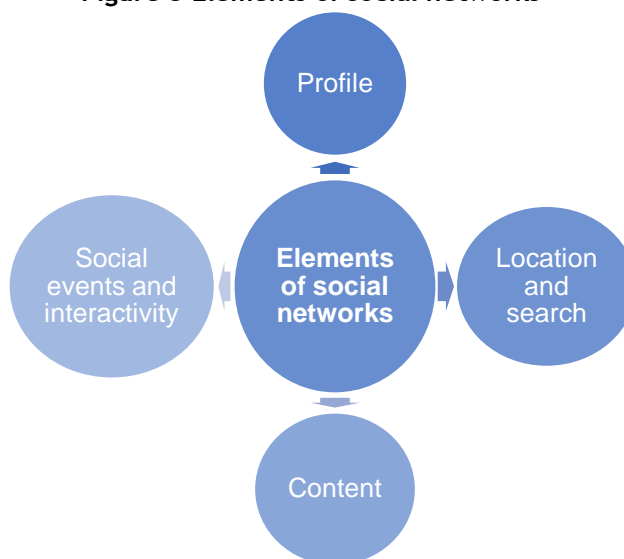 Profile
Social
events and
interactivity
Elements
of social
networks
Location
and
search
Content